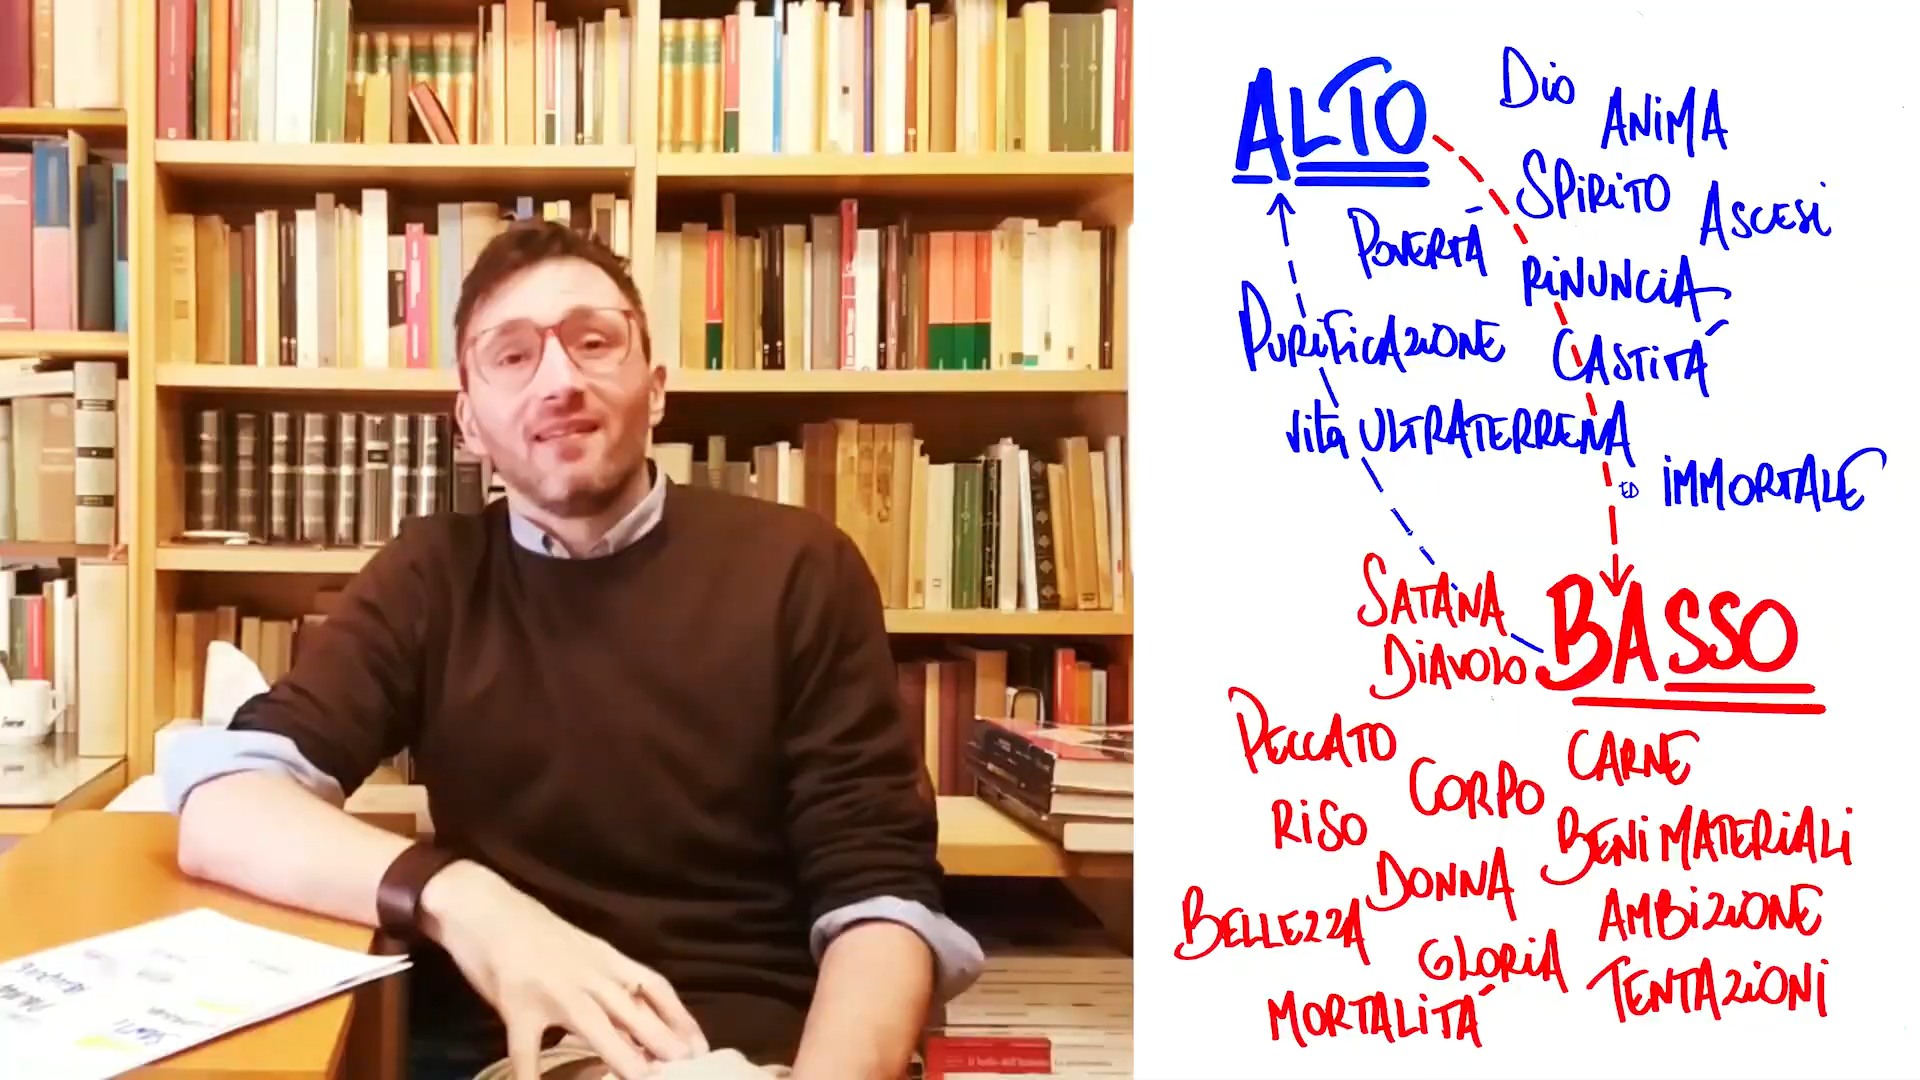 ALTO
DiO
ANiMA
SPiRiTO
ASCESi
POVERTÀ
RiNUNCiA
PURiFiCAZiONE
CASTiTÀ
vita ULTRATERRENA
ED iMMORTALE
SATANA
DiAVOLO
BASSO
PECCATO
CARNE
CORPO
RiSO
BENi MATERiALi
DONNA
BELLEZZA
AMBiZiONE
GLORiA
TENTAZiONi
MORTALiTÀ